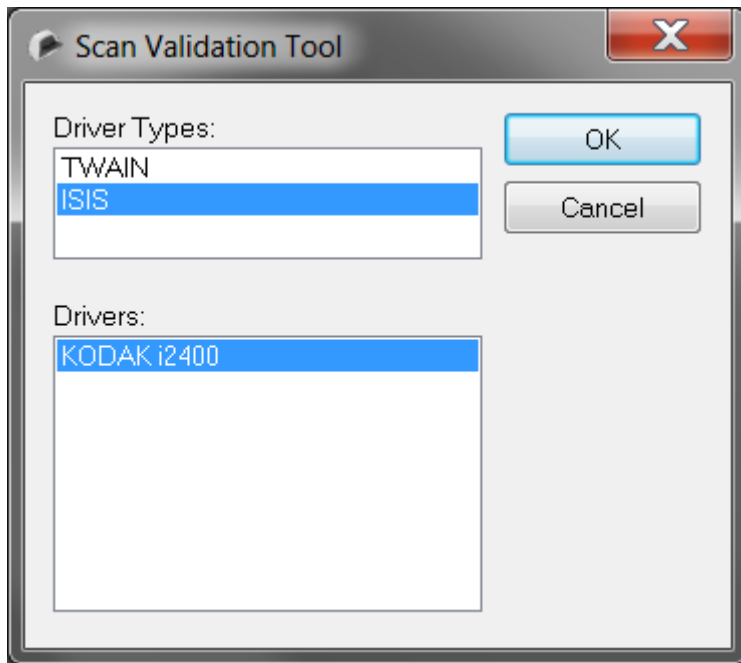 Scan Validation Tool
Driver Types:
TWAIN
ISIS
OK
Cancel
Drivers:
KODAK i2400